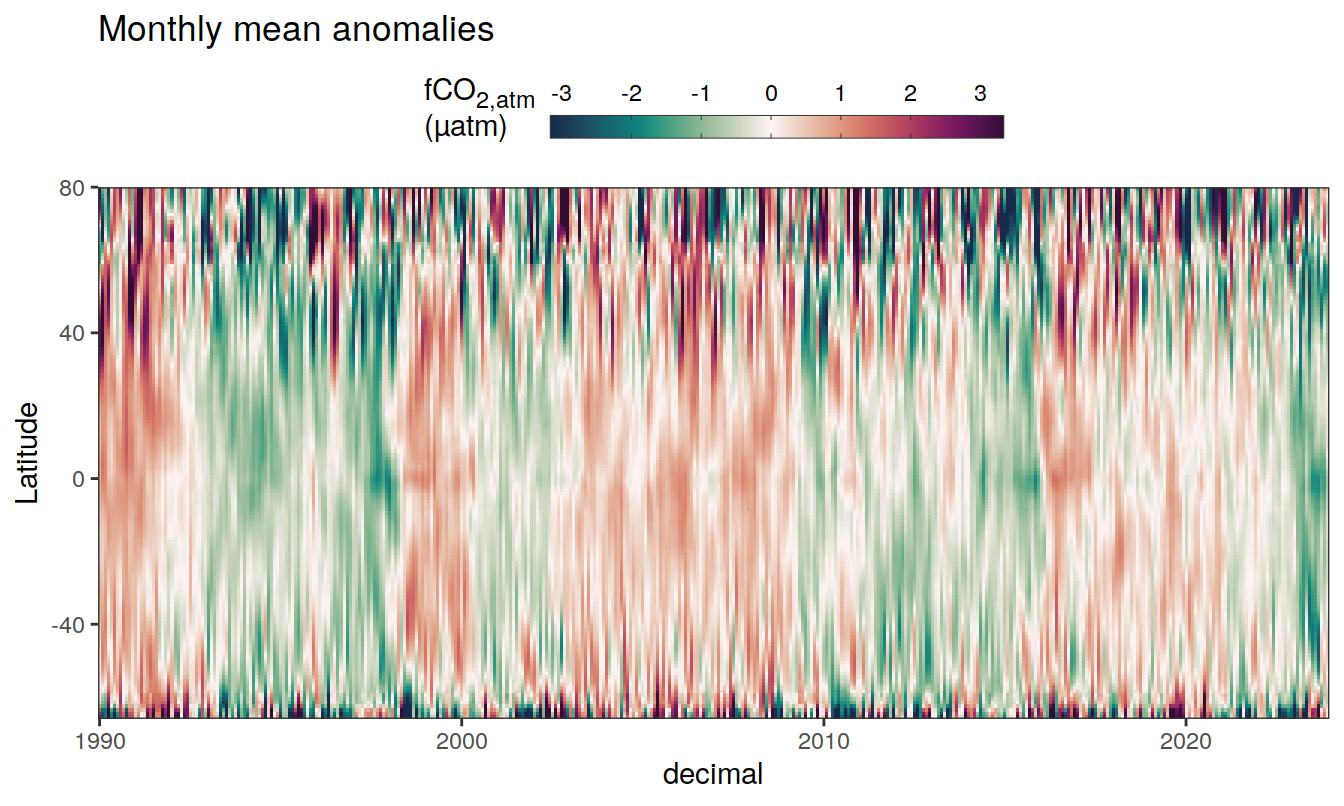 Monthly mean anomalies
fCO2,atm
(µatm)
-3 -2 -1 0 1 2 3
80
40
0
-40
Latitude
1990 2000 2010 2020
decimal